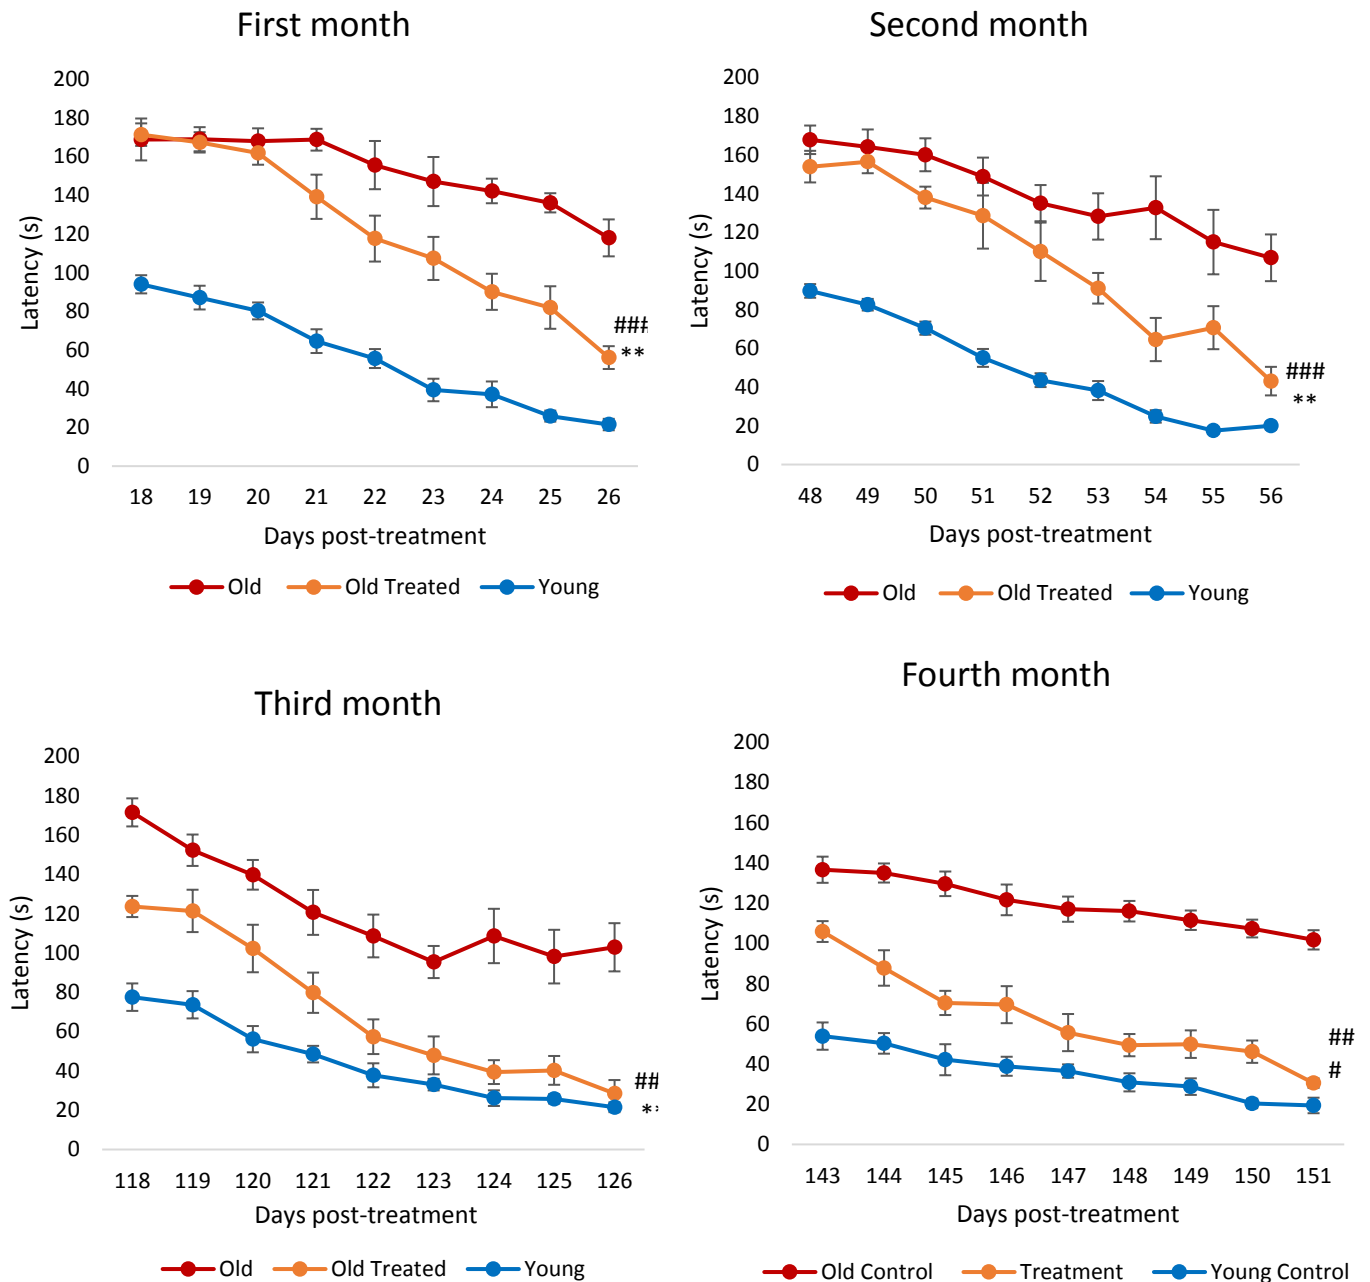 First month
200
180
160
140
120
100
80
60
40
20
0
Latency (s)
###
**
18 19 20 21 22 23 24 25 26
Days post-treatment
Old Old Treated Young
Second month
200
180
160
140
120
100
80
60
40
20
0
Latency (s)
###
**
48 49 50 51 52 53 54 55 56
Days post-treatment
Old Old Treated Young
Third month
200
180
160
140
120
100
80
60
40
20
0
Latency (s)
##
**
118 119 120 121 122 123 124 125 126
Days post-treatment
Old Old Treated Young
Fourth month
200
180
160
140
120
100
80
60
40
20
0
Latency (s)
##
#
143 144 145 146 147 148 149 150 151
Days post-treatment
Old Control Treatment Young Control